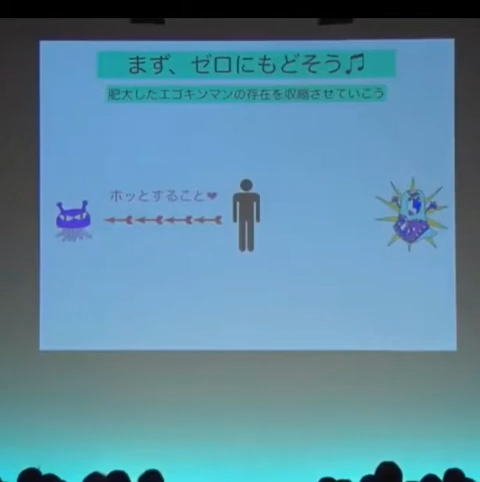 まず、ゼロにもどそう♫
肥大したエゴキンマンの存在を収縮させていこう
ホッとすること♥